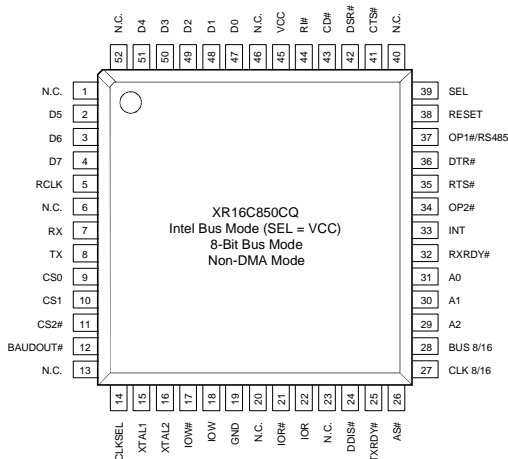 N.C. D4 D3 D2 D1 D0 N.C. VCC RI# CD# DSR# CTS# N.C.
52 51 50 49 48 47 46 45 44 43 42 41 40
N.C. 1
D5 2
D6 3
D7 4
RCLK 5
N.C. 6
RX 7
TX 8
CS0 9
CS1 10
CS2# 11
BAUDOUT# 12
N.C. 13
XR16C850CQ
Intel Bus Mode (SEL = VCC)
8-Bit Bus Mode
Non-DMA Mode
39 SEL
38 RESET
37 OP1#/RS485
36 DTR#
35 RTS#
34 OP2#
33 INT
32 RXRDY#
31 A0
30 A1
29 A2
28 BUS 8/16
27 CLK 8/16
14 15 16 17 18 19 20 21 22 23 24 25 26
CLKSEL XTAL1 XTAL2 IOW# IOW GND N.C. IOR# IOR N.C. DDIS# TXRDY# AS#